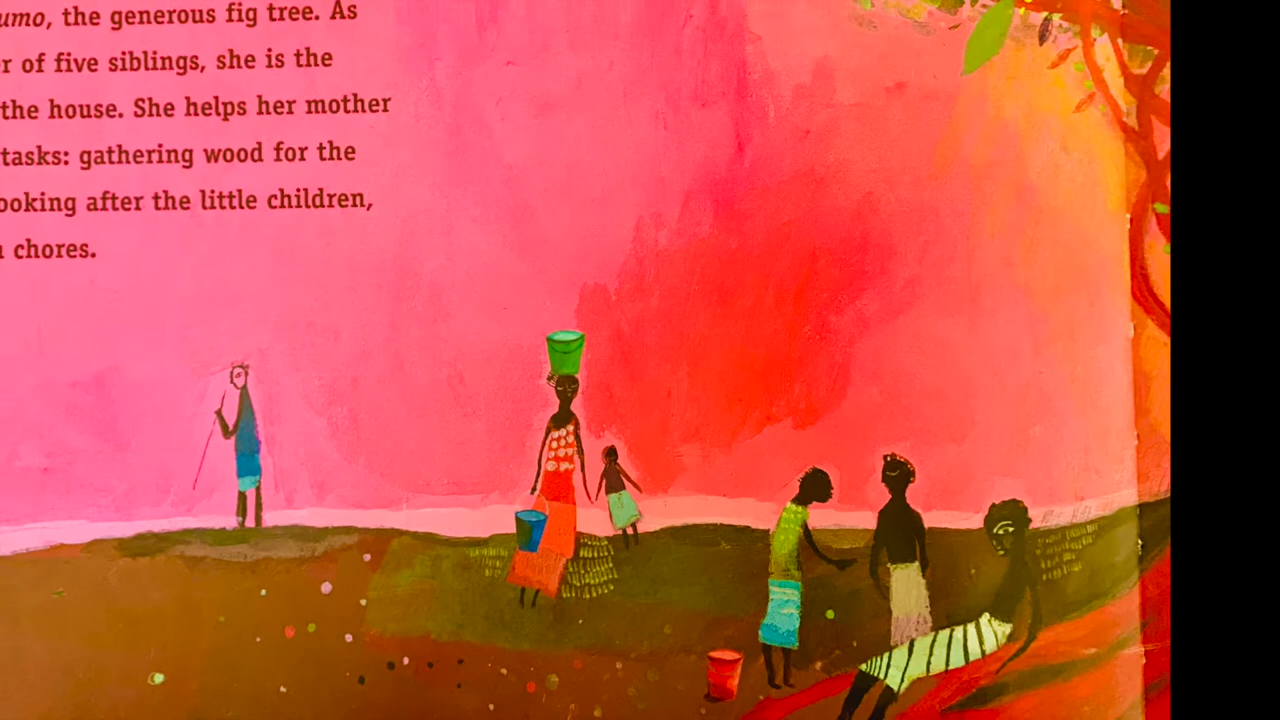 umo, the generous fig tree. As
r of five siblings, she is the
the house. She helps her mother
tasks: gathering wood for the
ooking after the little children,
chores.